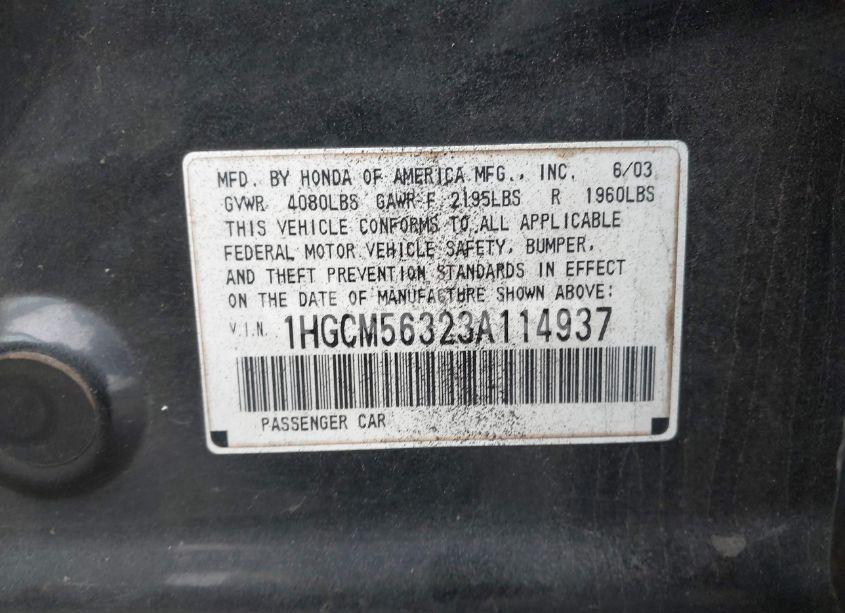 MFD. BY HONDA OF AMERICA MFG., INC. 6/03
GVWR 4080LBS GAWR F 2195LBS R 1960LBS
THIS VEHICLE CONFORMS TO ALL APPLICABLE
FEDERAL MOTOR VEHICLE SAFETY, BUMPER,
AND THEFT PREVENTION STANDARDS IN EFFECT
ON THE DATE OF MANUFACTURE SHOWN ABOVE:
V.I.N. 1HGCM56323A114937
PASSENGER CAR